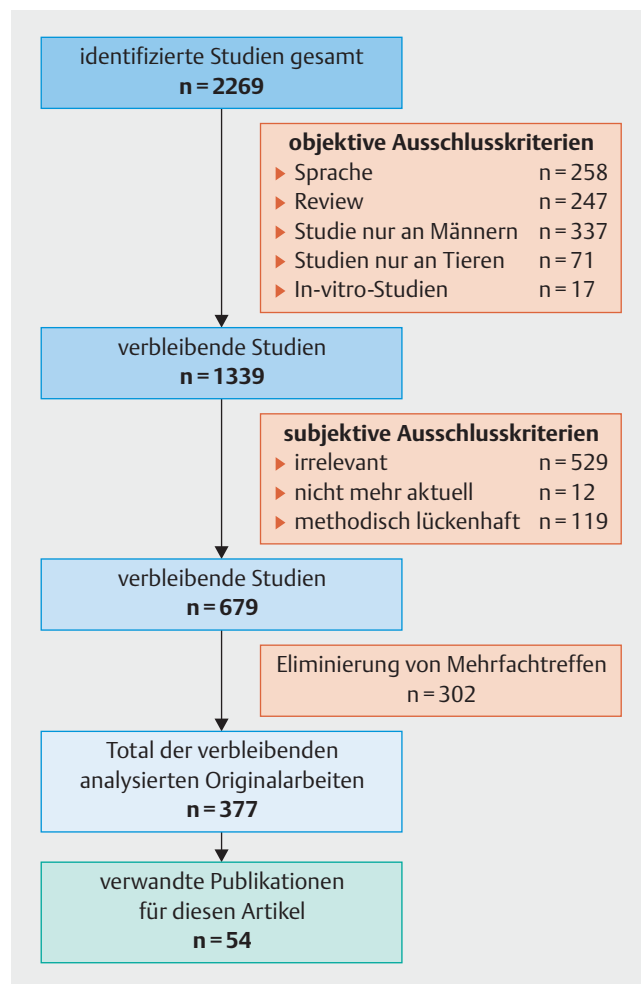 identifizierte Studien gesamt
n = 2269
objektive Ausschlusskriterien
▶ Sprache n = 258
▶ Review n = 247
▶ Studie nur an Männern n = 337
▶ Studien nur an Tieren n = 71
▶ In-vitro-Studien n = 17
verbleibende Studien
n = 1339
subjektive Ausschlusskriterien
▶ irrelevant n = 529
▶ nicht mehr aktuell n = 12
▶ methodisch lückenhaft n = 119
verbleibende Studien
n = 679
Eliminierung von Mehrfachtreffen
n = 302
Total der verbleibenden
analysierten Originalarbeiten
n = 377
verwandte Publikationen
für diesen Artikel
n = 54